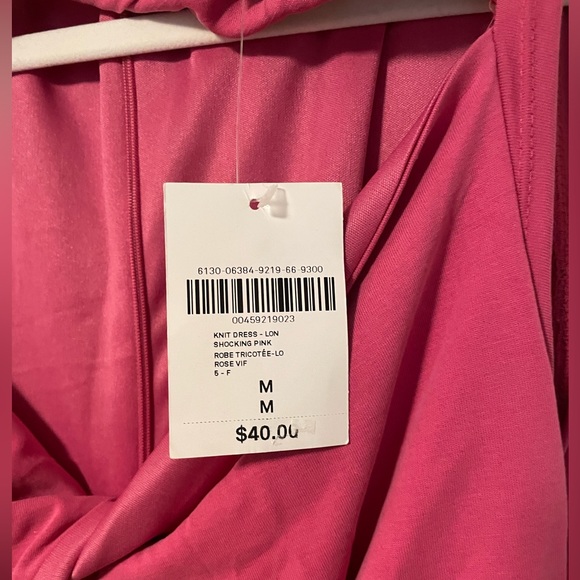 6130-06384-9219-66-9300
00459219023
KNIT DRESS - LON
SHOCKING PINK
ROBE TRICOTÉE-LO
ROSE VIF
5 - F
M
M
$40.00